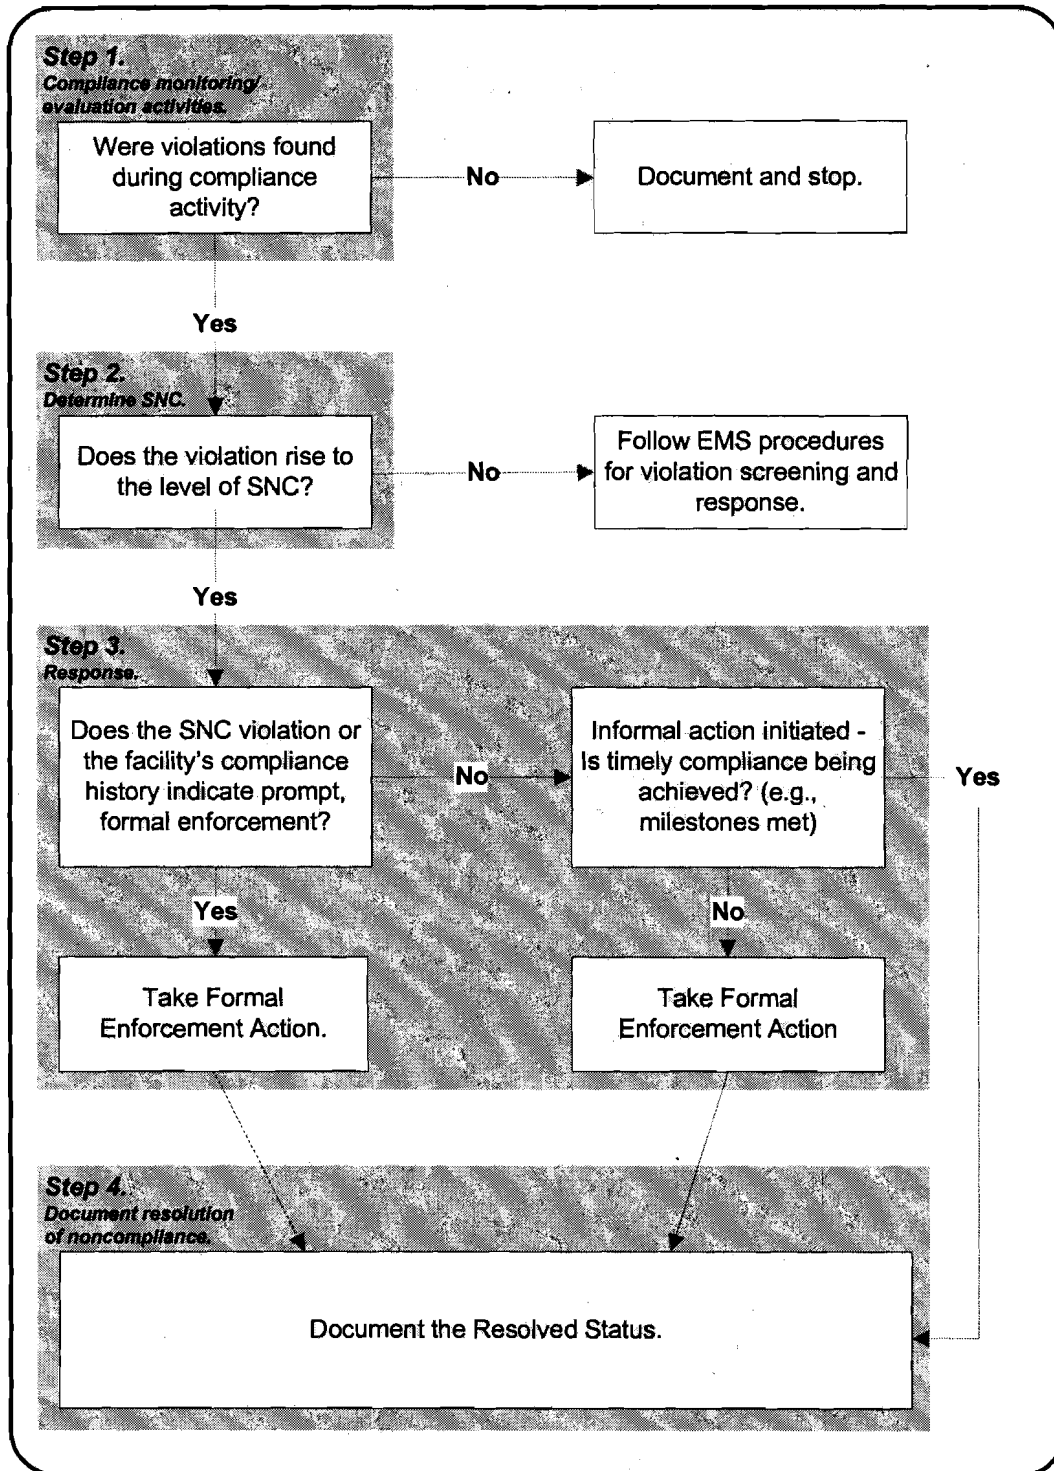 Step 1.
Compliance monitoring/
evaluation activities.
Were violations found
during compliance
activity?
No
Document and stop.
Yes
Step 2.
Determine SNC.
Does the violation rise to
the level of SNC?
No
Follow EMS procedures
for violation screening and
response.
Yes
Step 3.
Response.
Does the SNC violation or
the facility's compliance
history indicate prompt,
formal enforcement?
No
Informal action initiated -
Is timely compliance being
achieved? (e.g.,
milestones met)
Yes
Yes
No
Take Formal
Enforcement Action.
Take Formal
Enforcement Action
Step 4.
Document resolution
of noncompliance.
Document the Resolved Status.